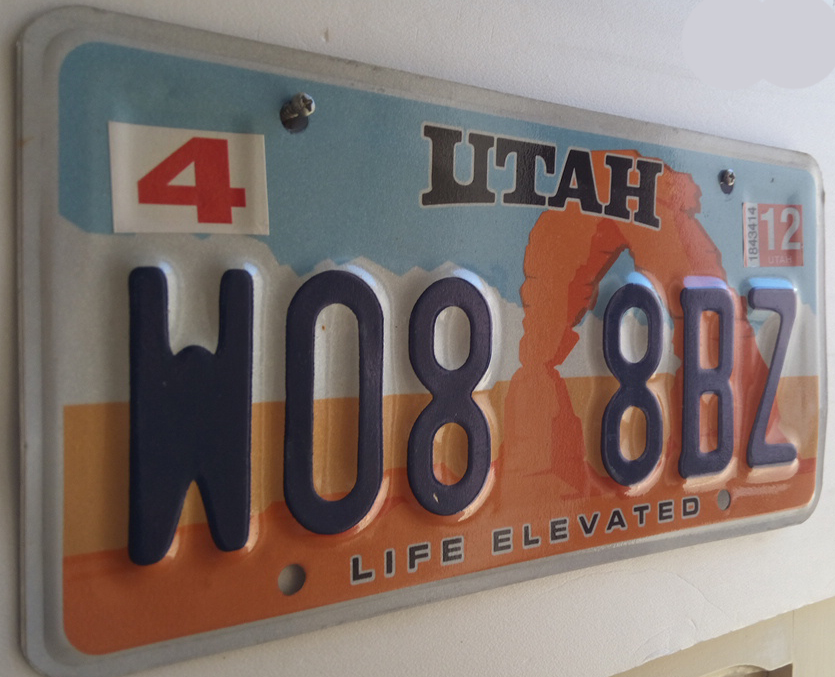 UTAH
4
1843414
12
UTAH
W08 8BZ
LIFE ELEVATED